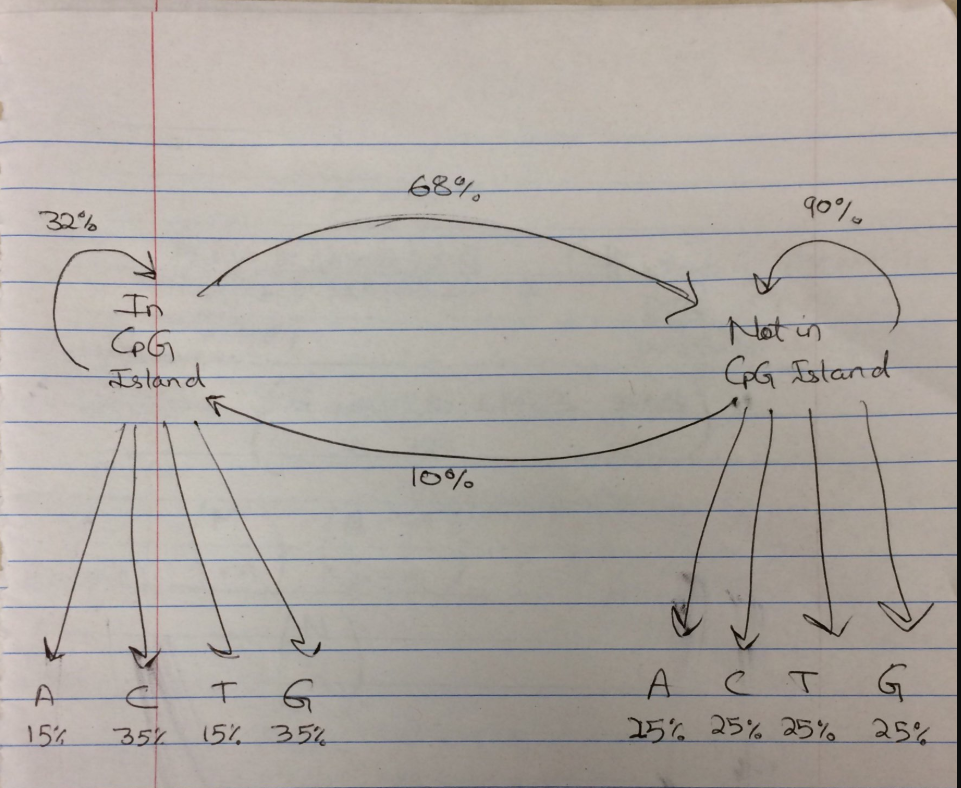 68%
32%
90%
In
CpG
Island
Not in
CpG Island
10%
A C T G
15% 35% 15% 35%
A C T G
25% 25% 25% 25%